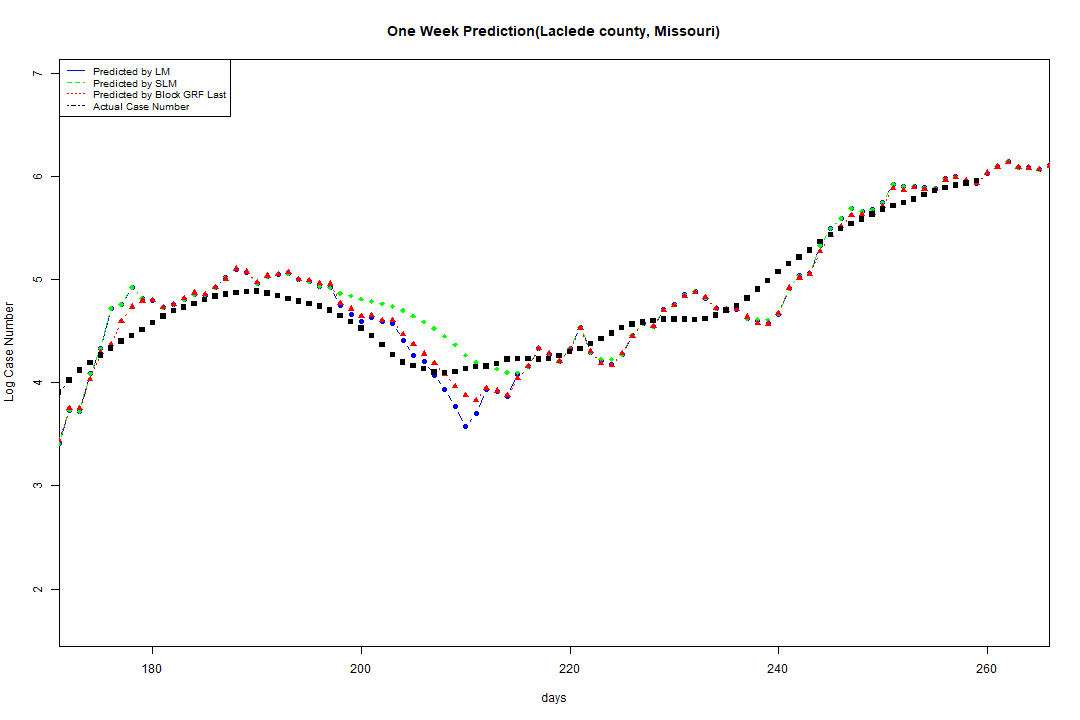 One Week Prediction(Laclede county, Missouri)
Predicted by LM
Predicted by SLM
Predicted by Block GRF Last
Actual Case Number
7
6
5
4
3
2
Log Case Number
180 200 220 240 260
days